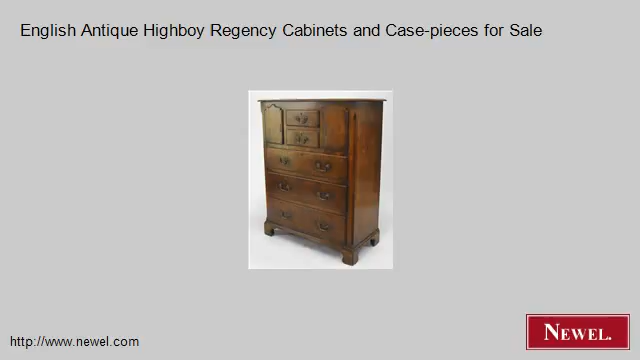 English Antique Highboy Regency Cabinets and Case-pieces for Sale
http://www.newel.com
NEWEL.